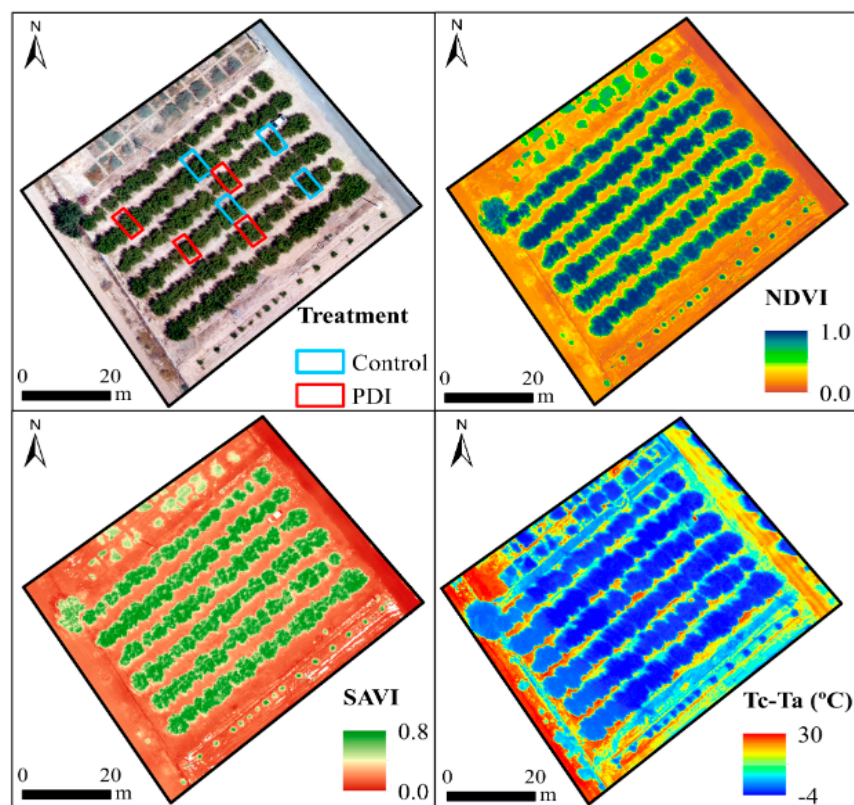 N
Treatment
Control
PDI
0 20
m
N
NDVI
1.0
0.0
0 20
m
N
SAVI
0.8
0.0
0 20
m
N
Tc-Ta (ºC)
30
-4
0 20
m